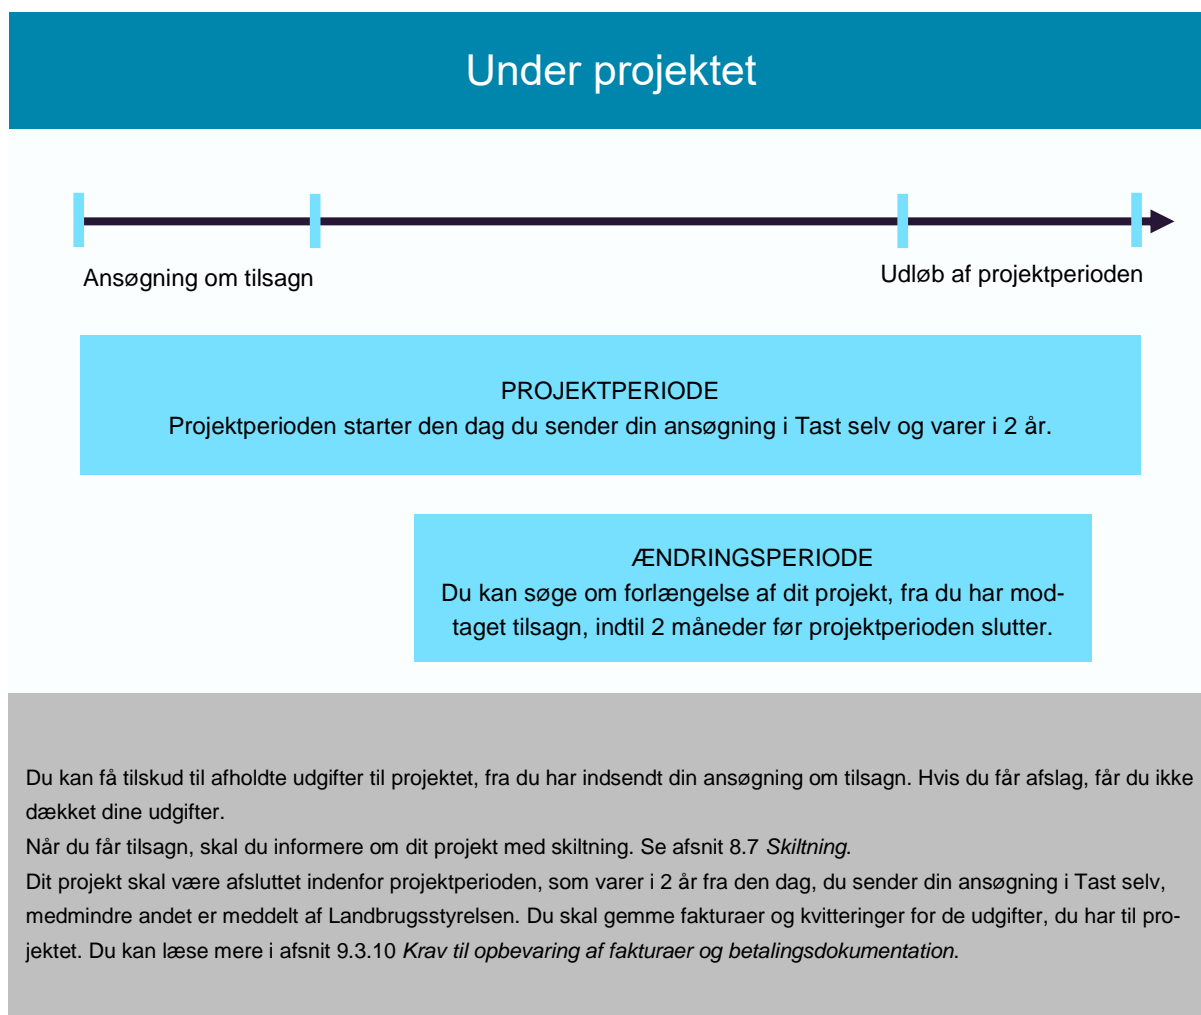 Under projektet
Ansøgning om tilsagn
Udløb af projektperioden
PROJEKTPERIODE
Projektperioden starter den dag du sender din ansøgning i Tast selv og varer i 2 år.
ÆNDRINGSPERIODE
Du kan søge om forlængelse af dit projekt, fra du har mod-
taget tilsagn, indtil 2 måneder før projektperioden slutter.
Du kan få tilskud til afholdte udgifter til projektet, fra du har indsendt din ansøgning om tilsagn. Hvis du får afslag, får du ikke
dækket dine udgifter.
Når du får tilsagn, skal du informere om dit projekt med skiltning. Se afsnit 8.7 Skiltning.
Dit projekt skal være afsluttet indenfor projektperioden, som varer i 2 år fra den dag, du sender din ansøgning i Tast selv,
medmindre andet er meddelt af Landbrugsstyrelsen. Du skal gemme fakturaer og kvitteringer for de udgifter, du har til pro-
jektet. Du kan læse mere i afsnit 9.3.10 Krav til opbevaring af fakturaer og betalingsdokumentation.